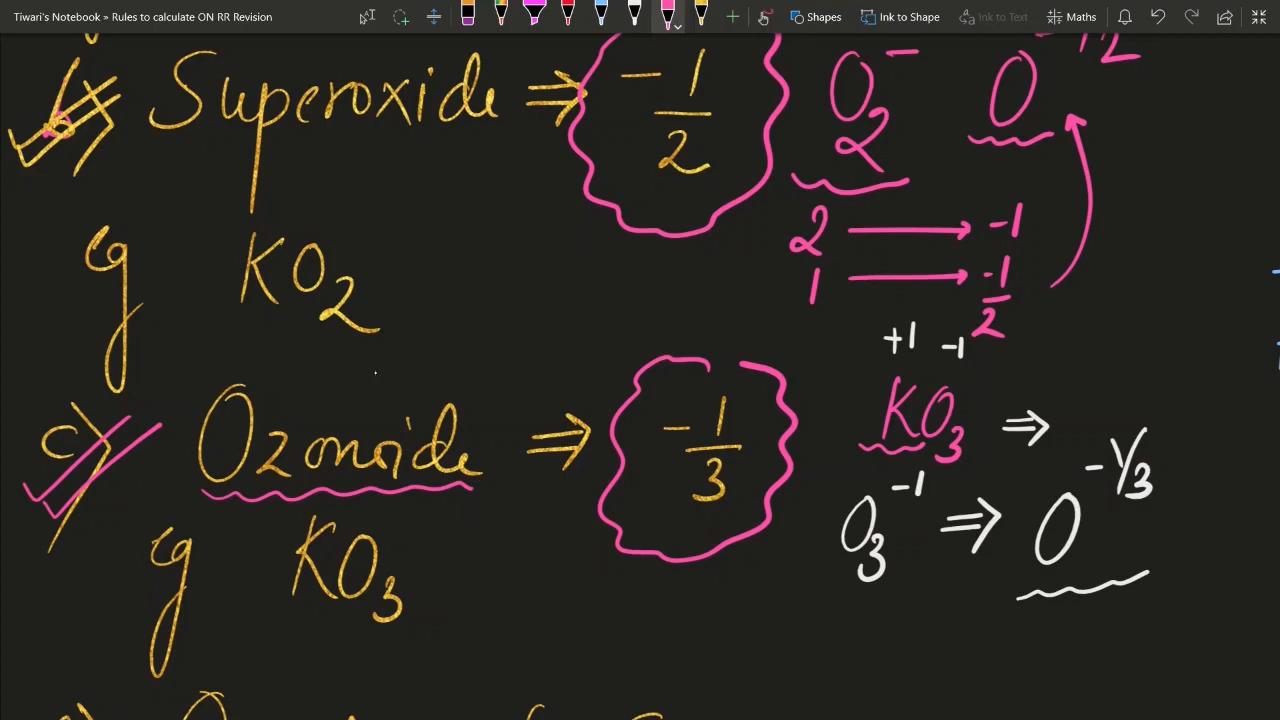 Tiwari's Notebook » Rules to calculate ON RR Revision
Shapes Ink to Shape Ink to Text Maths
b) Superoxide ⇒ -1/2 O2⁻ O^-1/2
2 → -1
1 → -1/2
eg KO2
+1 -1
c) Ozonide ⇒ -1/3 KO3 ⇒
O3^-1 ⇒ O^-1/3
eg KO3